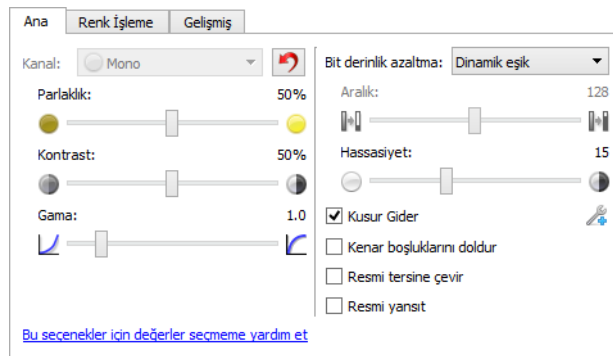 Ana Renk İşleme Gelişmiş
Kanal: Mono
Parlaklık: 50%
Kontrast: 50%
Gama: 1.0
Bu seçenekler için değerler seçmeme yardım et
Bit derinlik azaltma: Dinamik eşik
Aralık: 128
Hassasiyet: 15
Kusur Gider
Kenar boşluklarını doldur
Resmi tersine çevir
Resmi yansıt